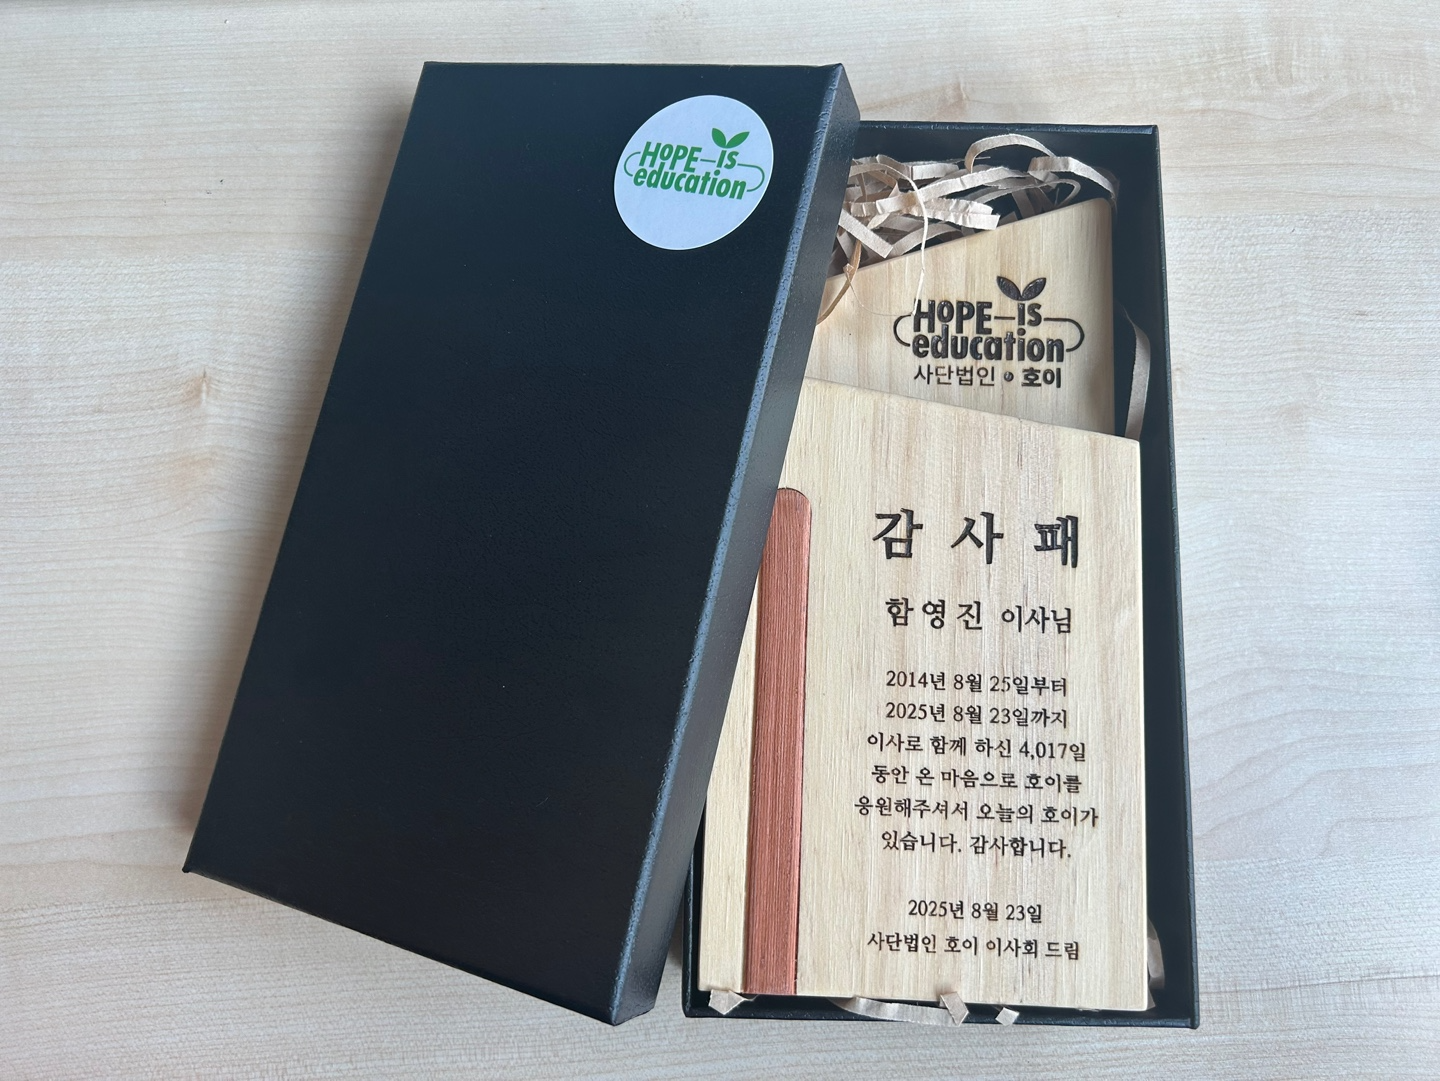 HOPE is
education
HOPE is
education
사단법인 호이
감 사 패
함영진 이사님
2014년 8월 25일부터
2025년 8월 23일까지
이사로 함께 하신 4,017일
동안 온 마음으로 호이를
응원해주셔서 오늘의 호이가
있습니다. 감사합니다.
2025년 8월 23일
사단법인 호이 이사회 드림